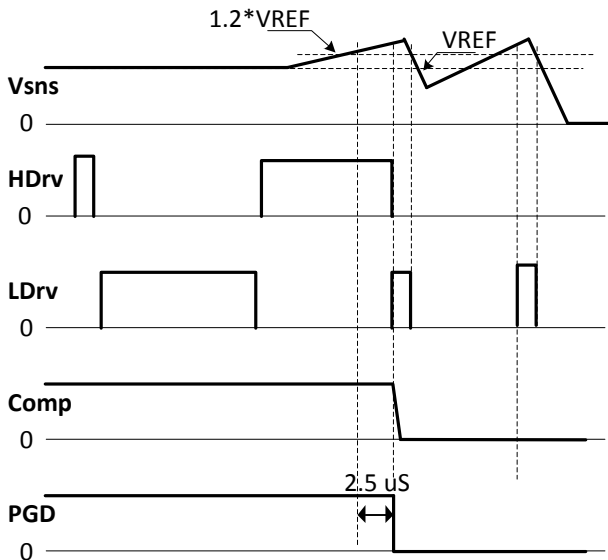 1.2*VREF
VREF
Vsns
0
HDrv
0
LDrv
0
Comp
0
2.5 uS
PGD
0